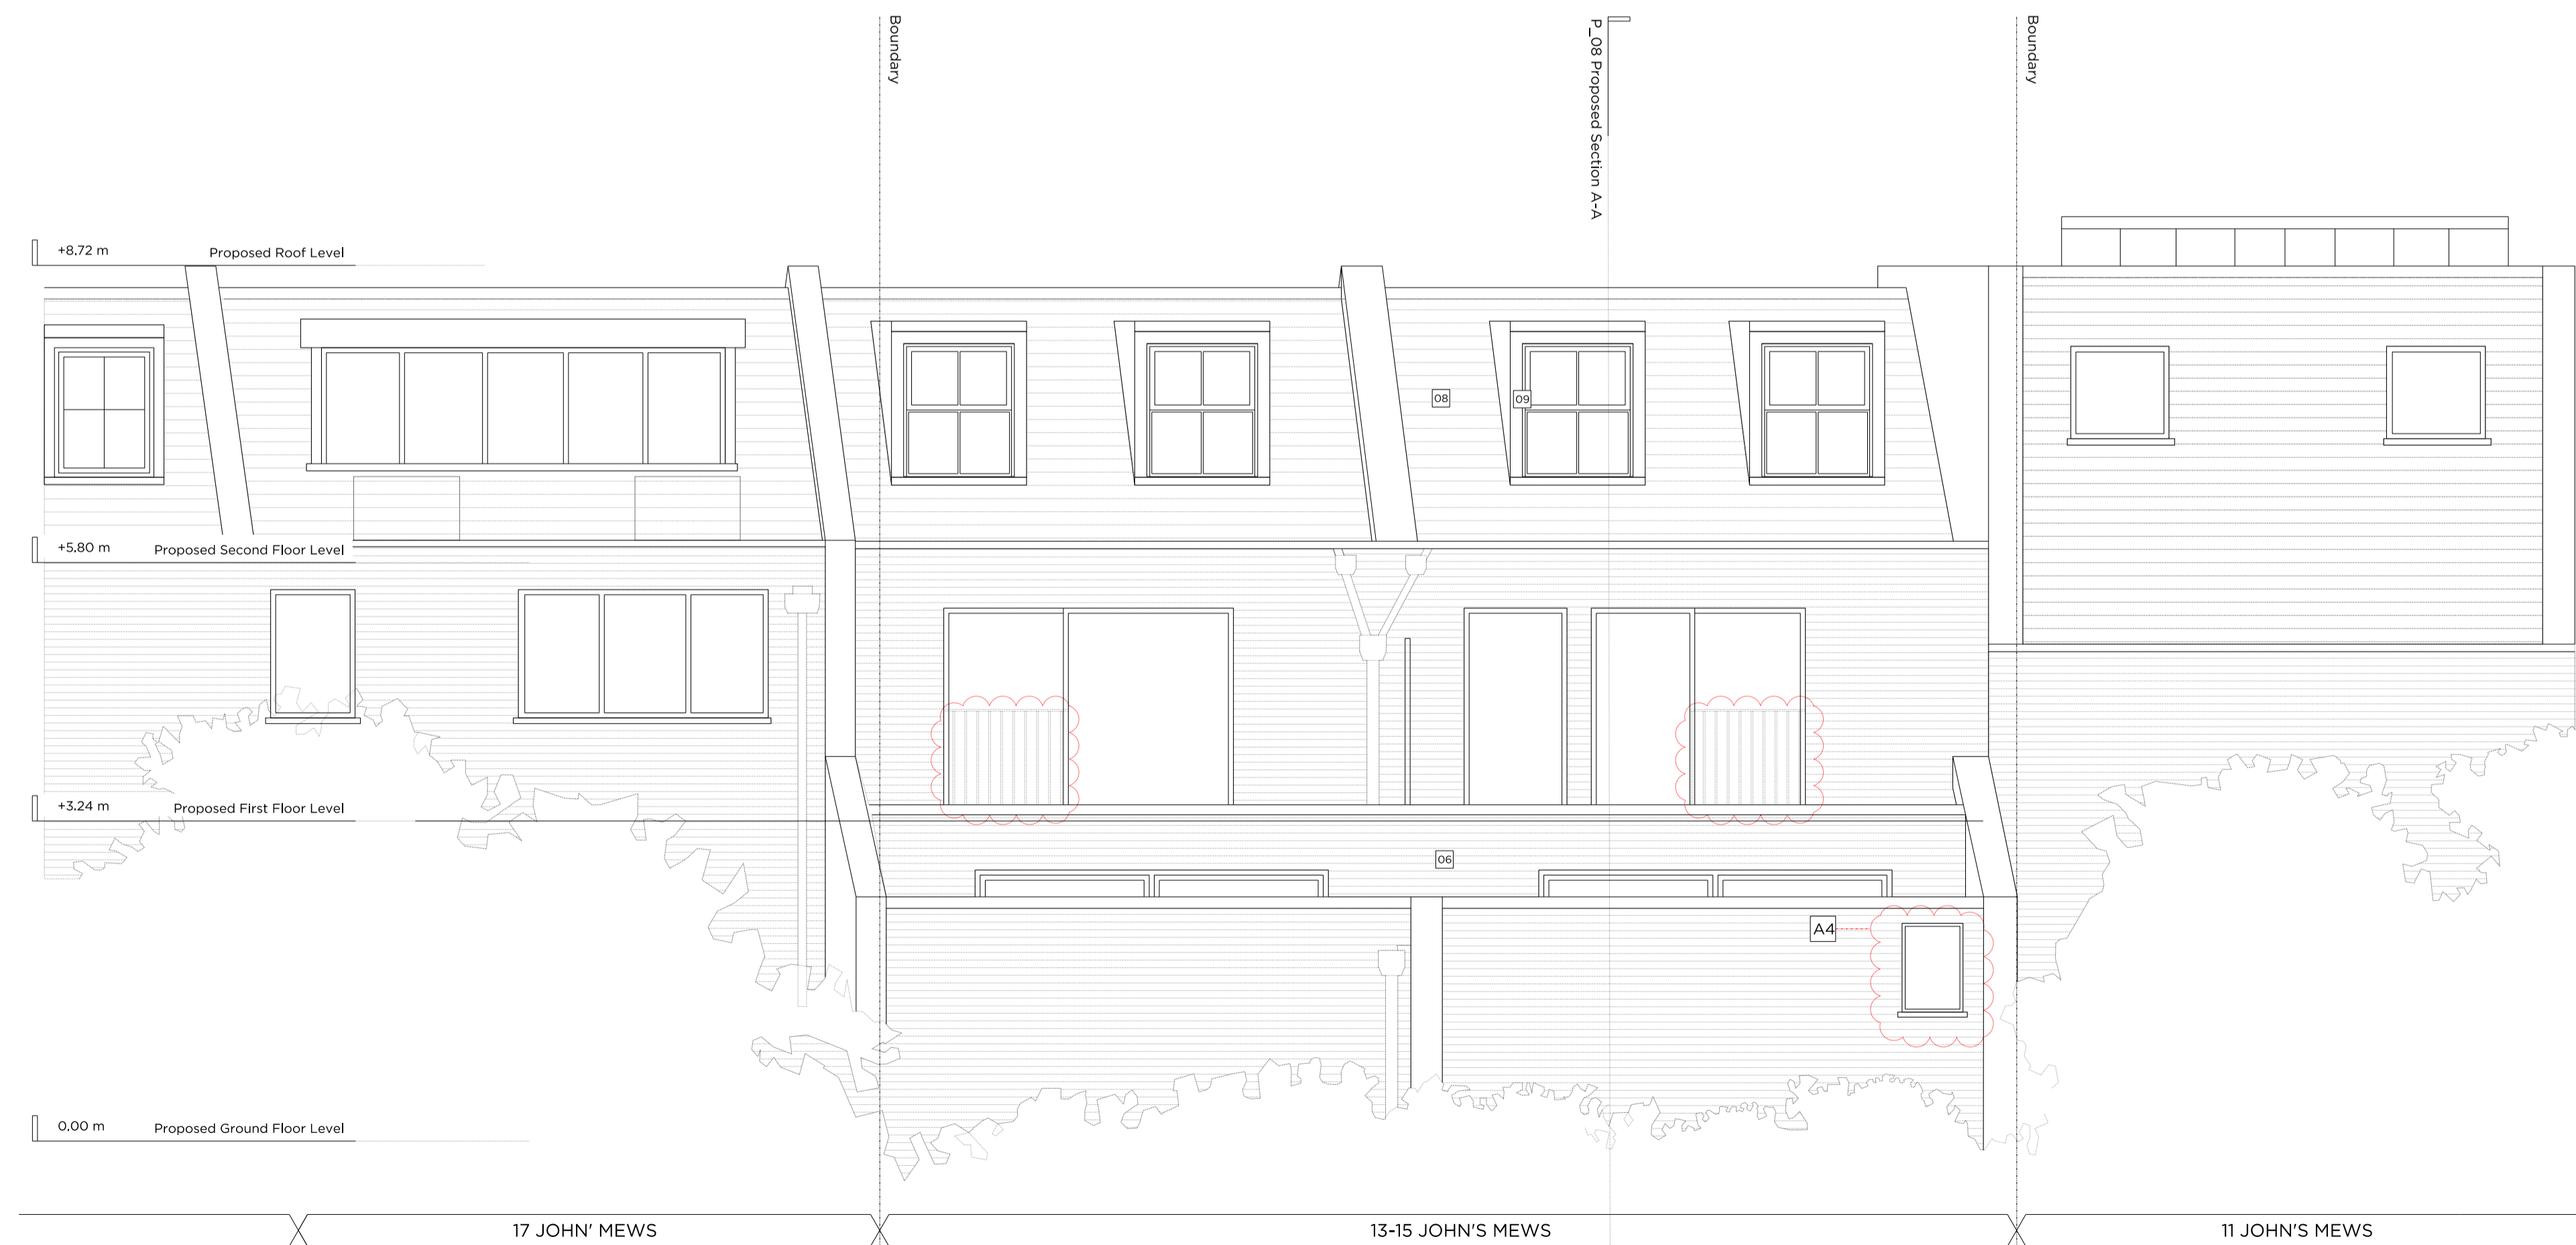 Boundary
P_08 Proposed Section A-A
Boundary
+8.72 m Proposed Roof Level
08
09
+5.80 m Proposed Second Floor Level
+3.24 m Proposed First Floor Level
06
A4
0.00 m Proposed Ground Floor Level
17 JOHN' MEWS
13-15 JOHN'S MEWS
11 JOHN'S MEWS